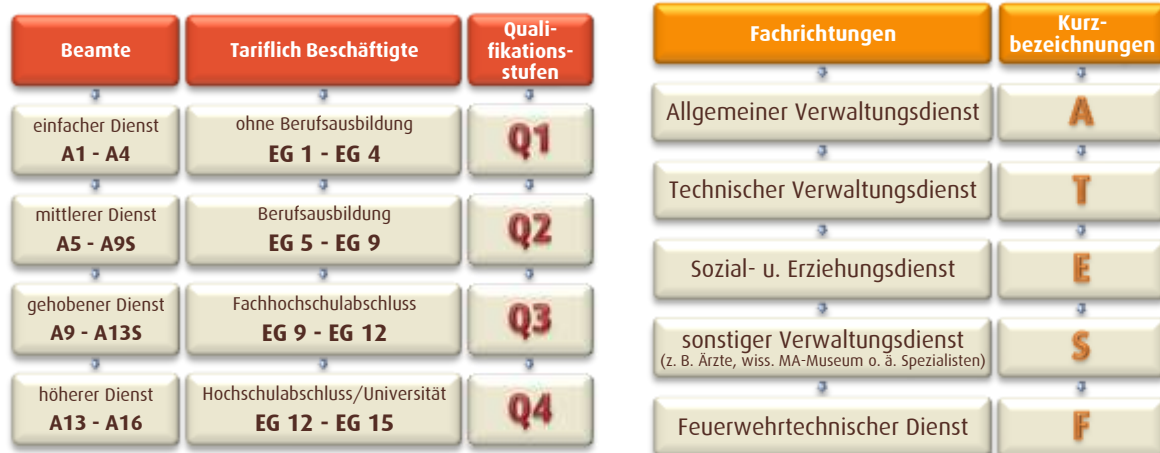 Beamte
Tariflich Beschäftigte
Quali-
fikations-
stufen
einfacher Dienst
A1 - A4
ohne Berufsausbildung
EG 1 - EG 4
Q1
mittlerer Dienst
A5 - A9S
Berufsausbildung
EG 5 - EG 9
Q2
gehobener Dienst
A9 - A13S
Fachhochschulabschluss
EG 9 - EG 12
Q3
höherer Dienst
A13 - A16
Hochschulabschluss/Universität
EG 12 - EG 15
Q4
Fachrichtungen
Kurz-
bezeichnungen
Allgemeiner Verwaltungsdienst
A
Technischer Verwaltungsdienst
T
Sozial- u. Erziehungsdienst
E
sonstiger Verwaltungsdienst
(z. B. Ärzte, wiss. MA-Museum o. ä. Spezialisten)
S
Feuerwehrtechnischer Dienst
F